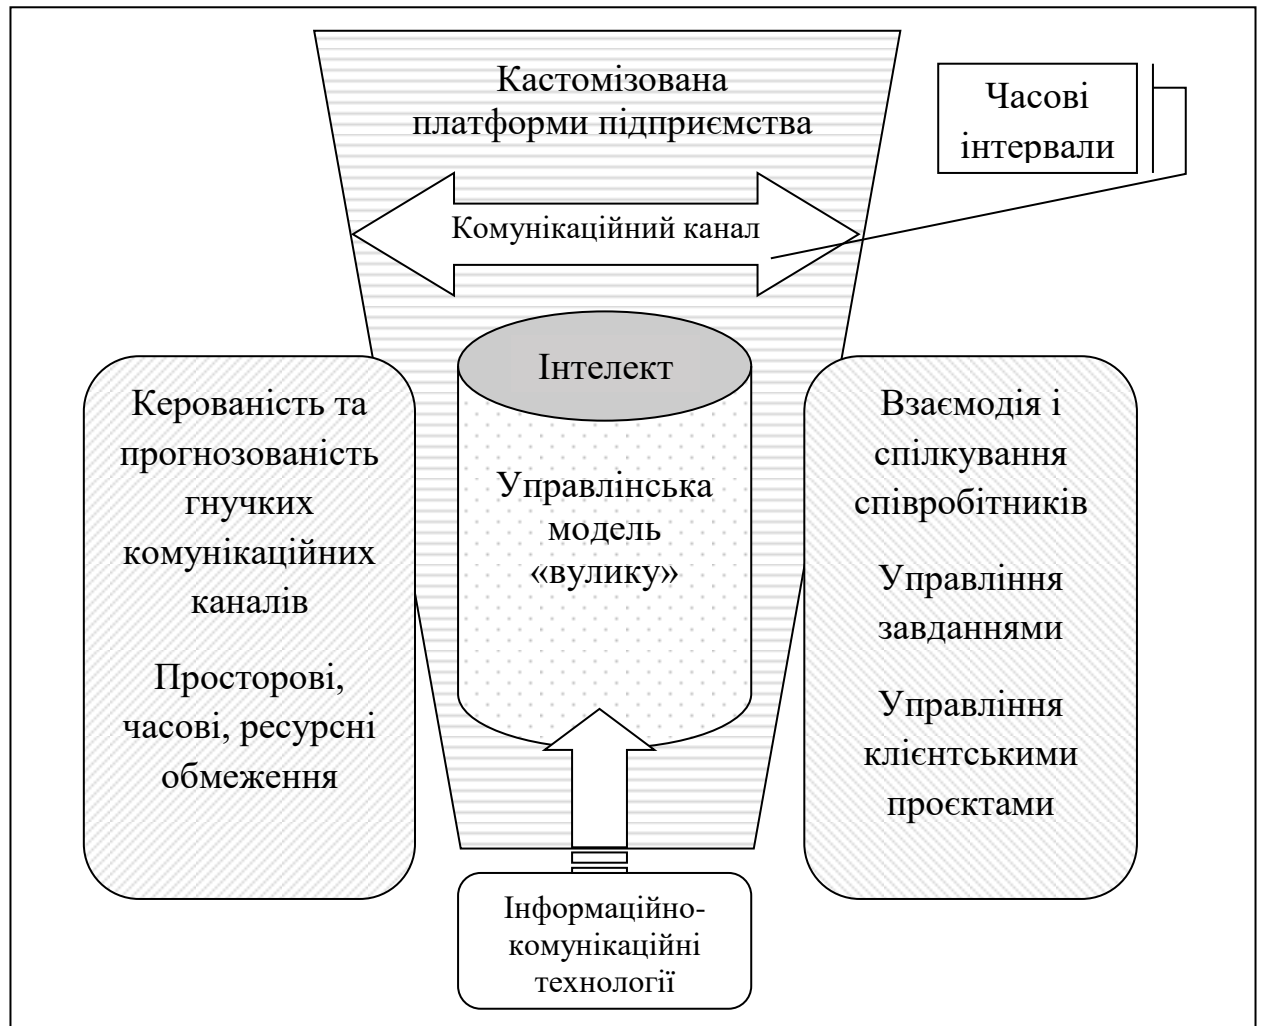 Кастомізована
платформи підприємства
Часові
інтервали
Комунікаційний канал
Інтелект
Управлінська
модель
«вулику»
Керованість та
прогнозованість
гнучких
комунікаційних
каналів
Просторові,
часові, ресурсні
обмеження
Взаємодія і
спілкування
співробітників
Управління
завданнями
Управління
клієнтськими
проєктами
Інформаційно-
комунікаційні
технології